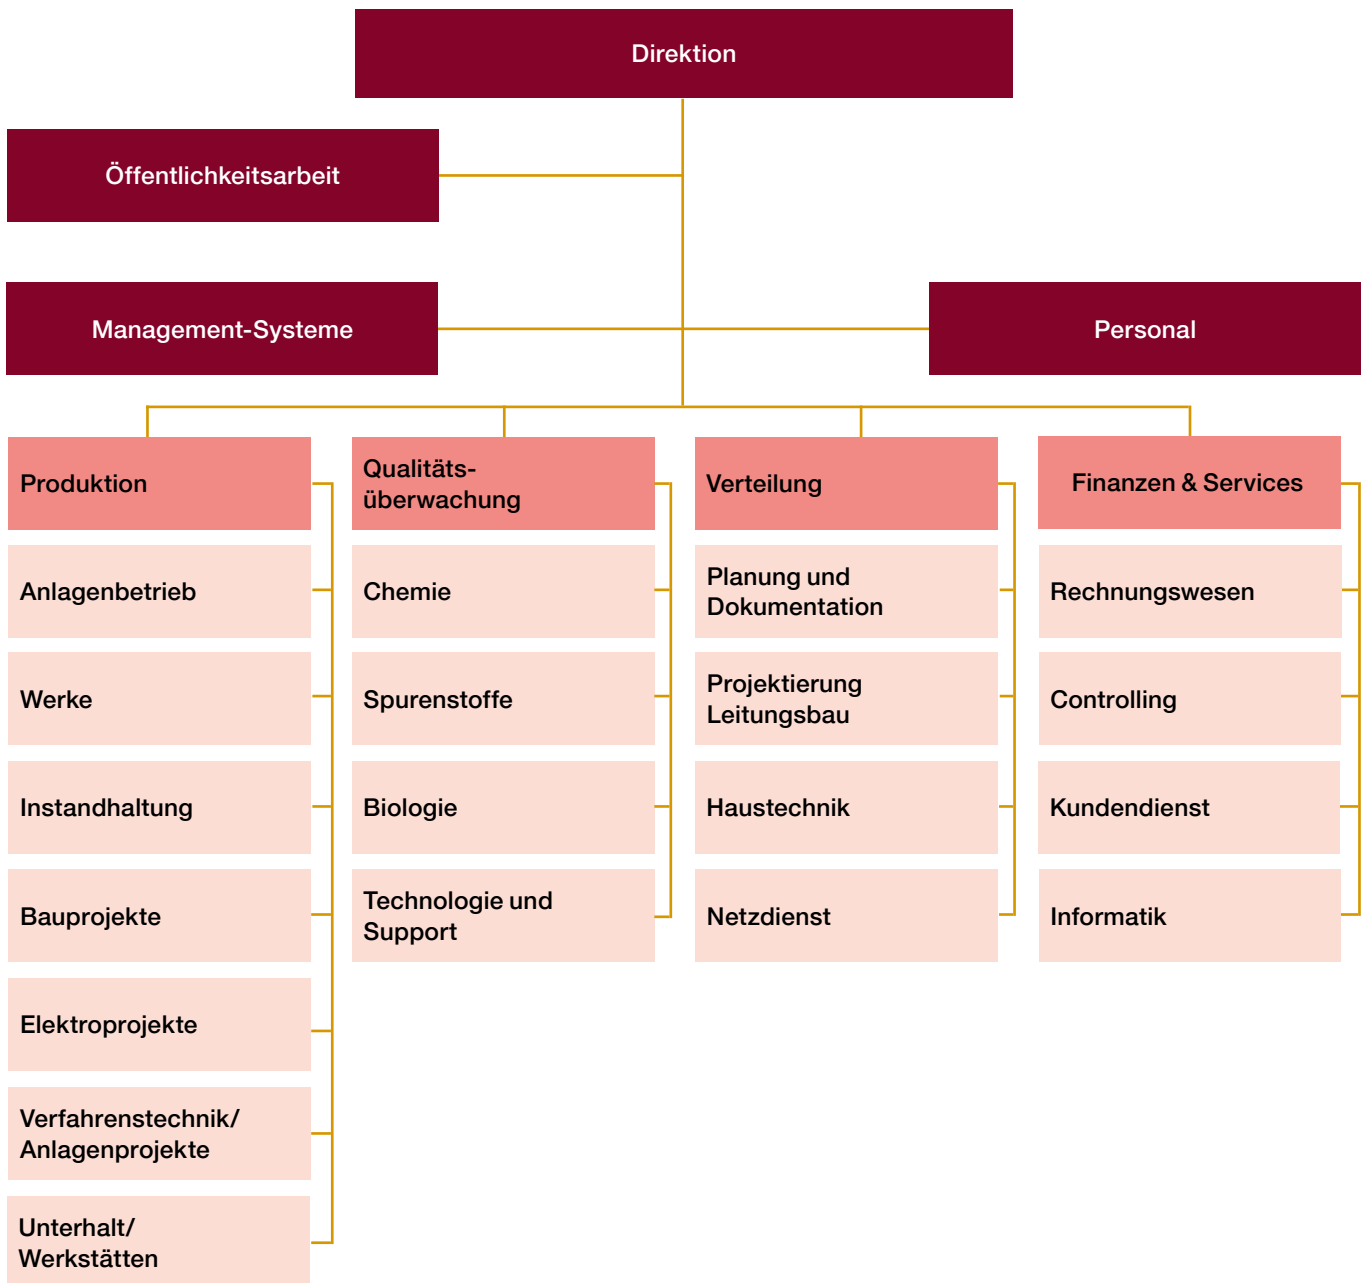 Direktion
Öffentlichkeitsarbeit
Management-Systeme
Personal
Produktion
Anlagenbetrieb
Werke
Instandhaltung
Bauprojekte
Elektroprojekte
Verfahrenstechnik/
Anlagenprojekte
Unterhalt/
Werkstätten
Qualitäts-
überwachung
Chemie
Spurenstoffe
Biologie
Technologie und
Support
Verteilung
Planung und
Dokumentation
Projektierung
Leitungsbau
Haustechnik
Netzdienst
Finanzen & Services
Rechnungswesen
Controlling
Kundendienst
Informatik